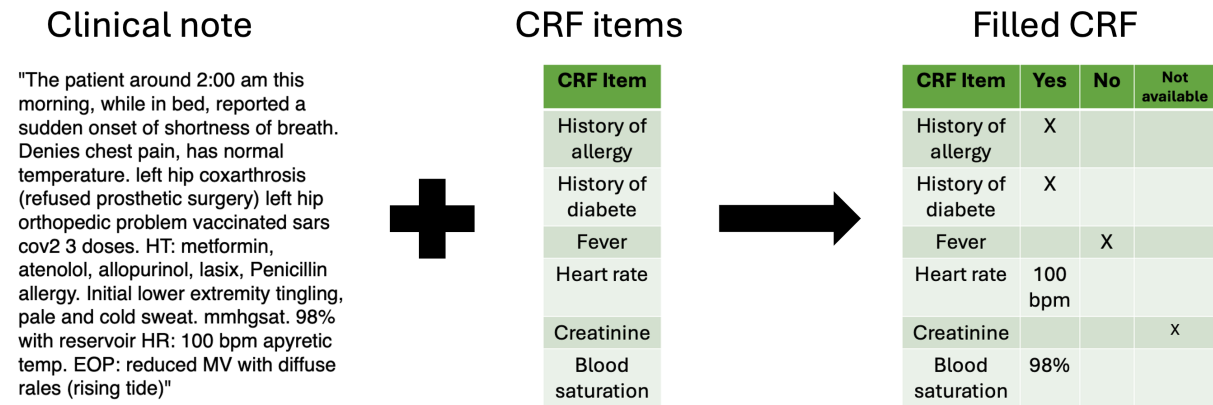 Clinical note
"The patient around 2:00 am this
morning, while in bed, reported a
sudden onset of shortness of breath.
Denies chest pain, has normal
temperature. left hip coxarthrosis
(refused prosthetic surgery) left hip
orthopedic problem vaccinated sars
cov2 3 doses. HT: metformin,
atenolol, allopurinol, lasix, Penicillin
allergy. Initial lower extremity tingling,
pale and cold sweat. mmhgsat. 98%
with reservoir HR: 100 bpm apyretic
temp. EOP: reduced MV with diffuse
rales (rising tide)"
CRF items
CRF Item
History of
allergy
History of
diabete
Fever
Heart rate
Creatinine
Blood
saturation
Filled CRF
CRF Item Yes No Not
available
History of X
allergy
History of X
diabete
Fever X
Heart rate 100
bpm
Creatinine X
Blood 98%
saturation